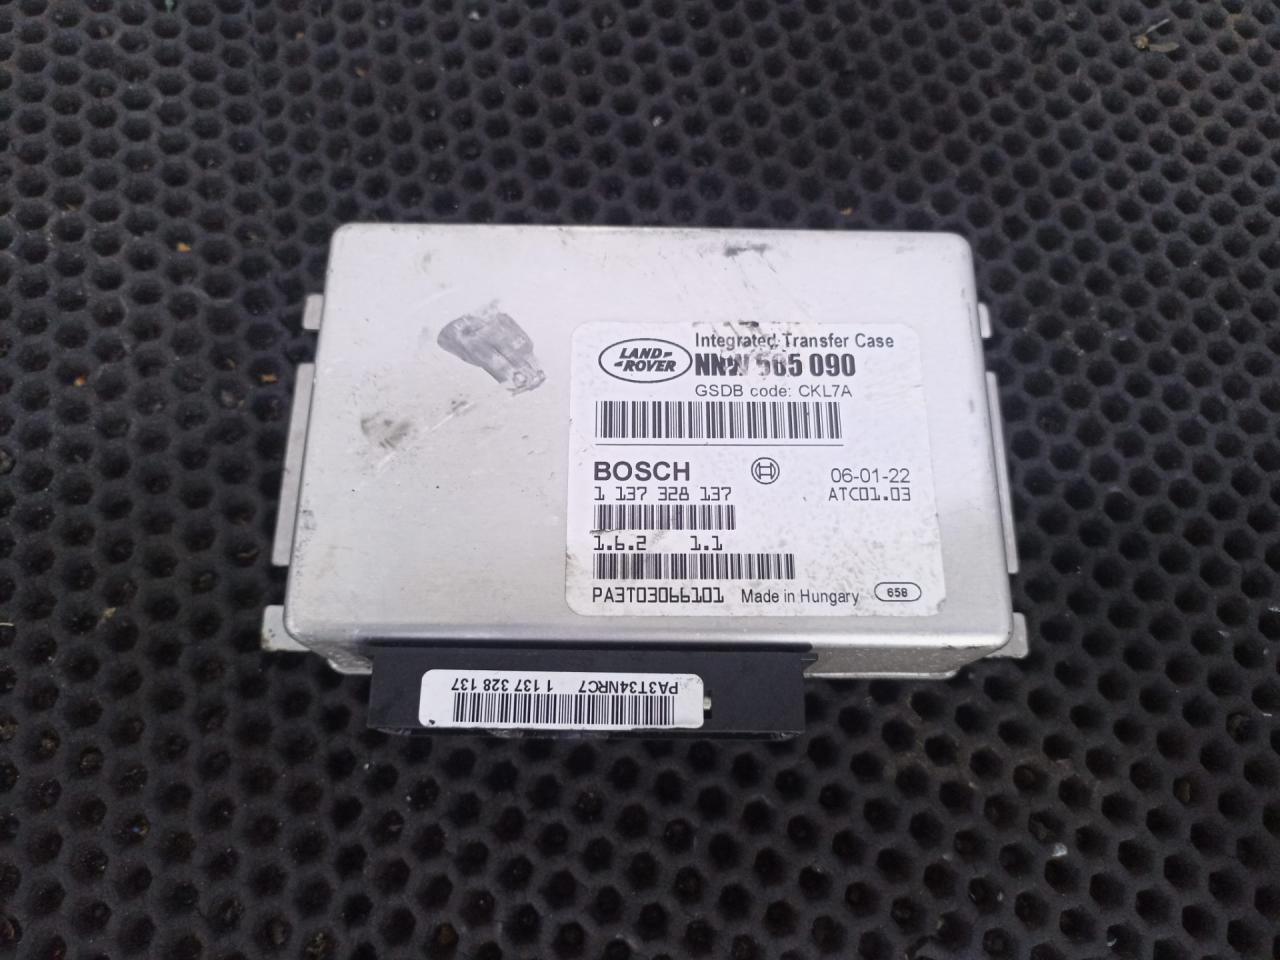 LAND-
-ROVER
Integrated Transfer Case
NNW 505 090
GSDB code: CKL7A
BOSCH
06-01-22
1 137 328 137
ATC01.03
1.6.2 1.1
PA3T03066101 Made in Hungary 658
PA3T34NRC7 1 137 328 137